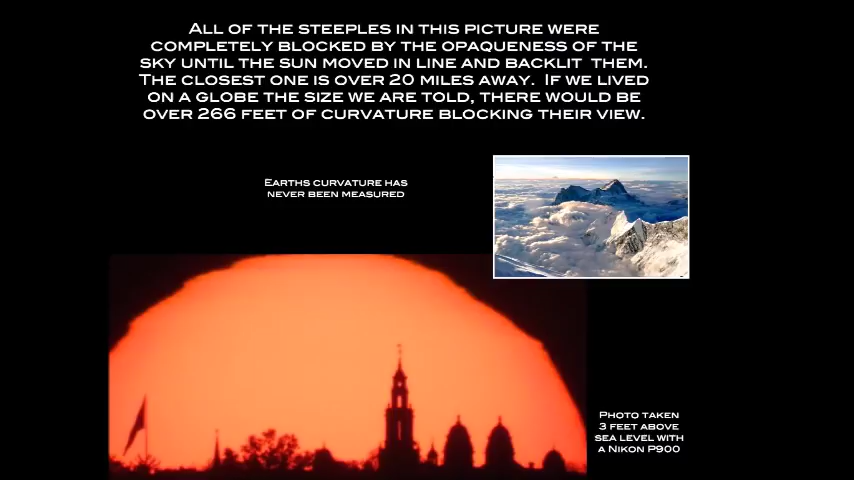 All of the steeples in this picture were
completely blocked by the opaqueness of the
sky until the sun moved in line and backlit them.
The closest one is over 20 miles away. If we lived
on a globe the size we are told, there would be
over 266 feet of curvature blocking their view.
Earths curvature has
never been measured
Photo taken
3 feet above
sea level with
a Nikon P900